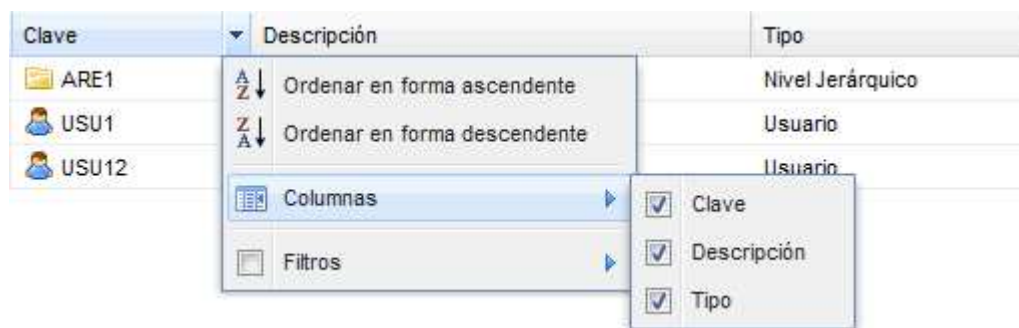 Clave Descripción Tipo
ARE1 Nivel Jerárquico
Ordenar en forma ascendente
USU1 Usuario
Ordenar en forma descendente
USU12 Usuario
Columnas Clave
Descripción
Filtros
Tipo